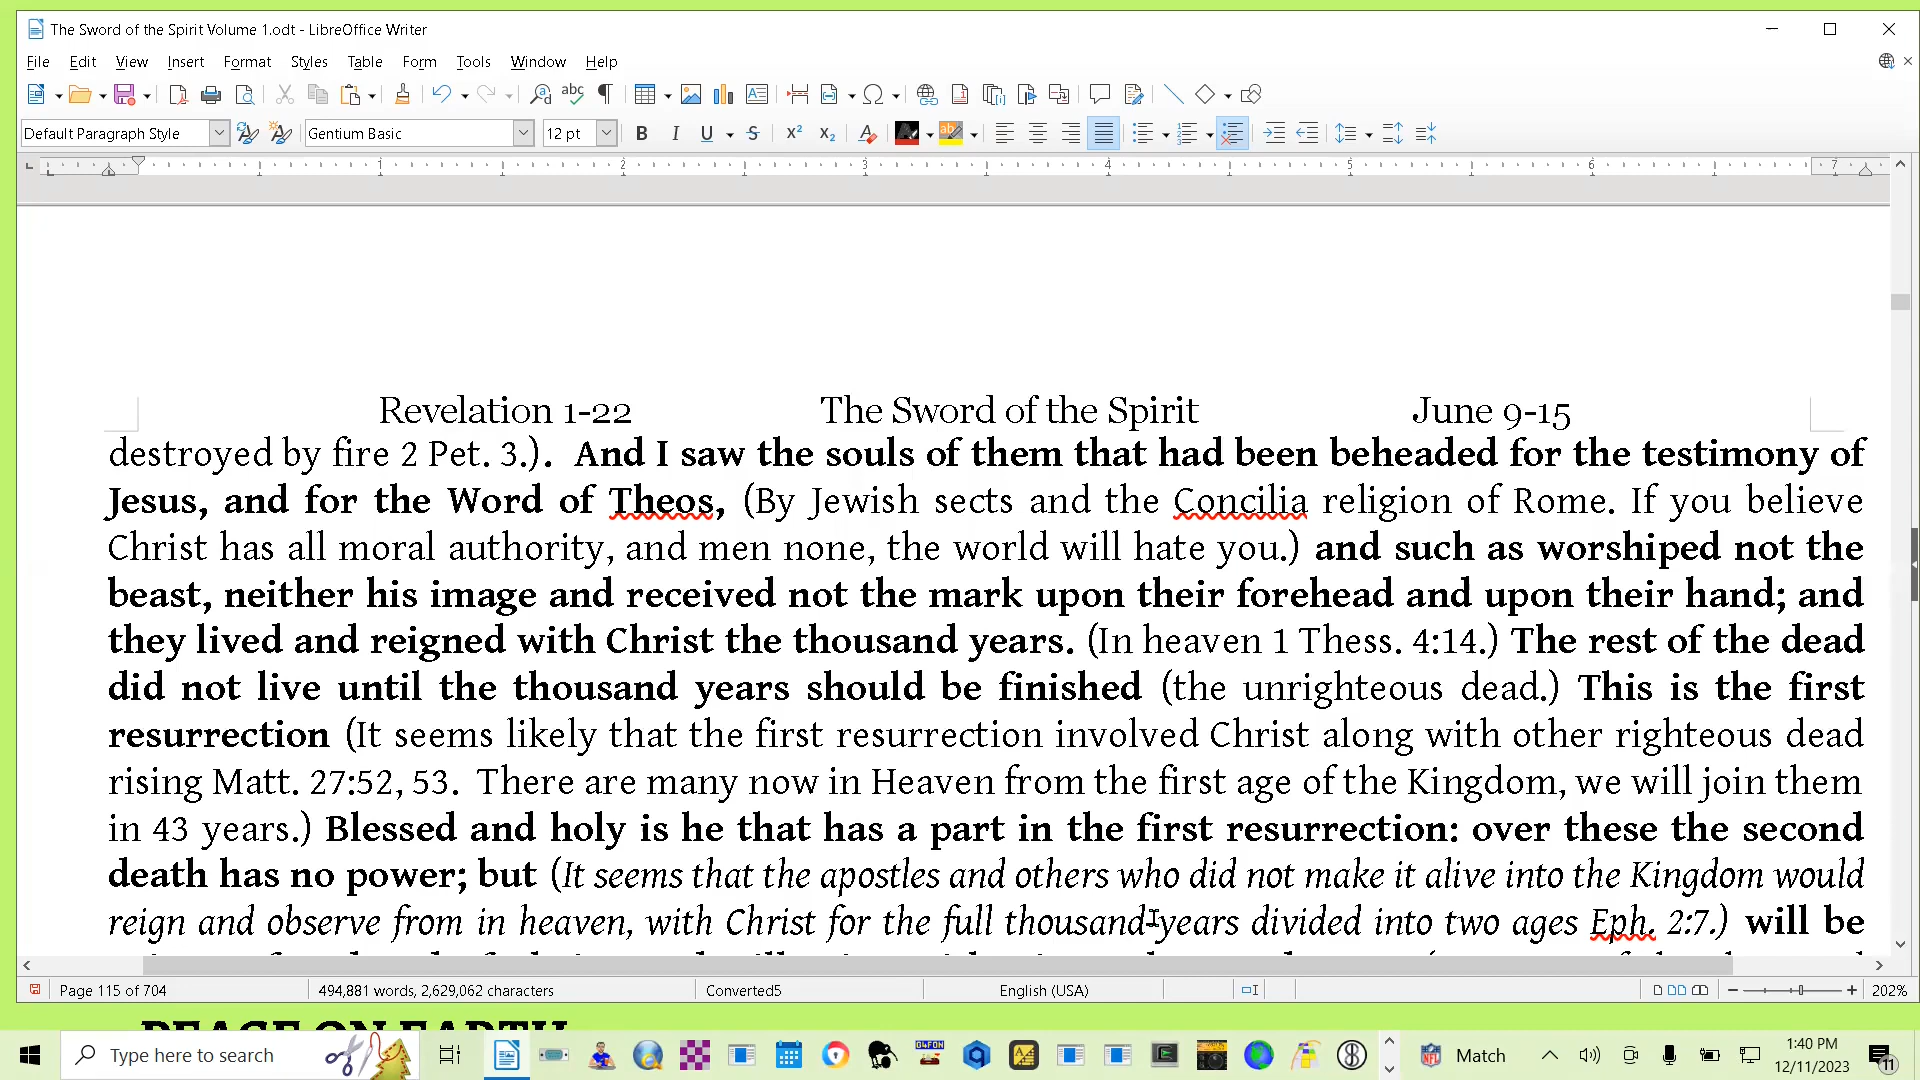 The Sword of the Spirit Volume 1.odt - LibreOffice Writer
File Edit View Insert Format Styles Table Form Tools Window Help
Default Paragraph Style Gentium Basic 12 pt
1 2 3 4 5 6 7
Revelation 1-22 The Sword of the Spirit June 9-15
destroyed by fire 2 Pet. 3.). And I saw the souls of them that had been beheaded for the testimony of
Jesus, and for the Word of Theos, (By Jewish sects and the Concilia religion of Rome. If you believe
Christ has all moral authority, and men none, the world will hate you.) and such as worshiped not the
beast, neither his image and received not the mark upon their forehead and upon their hand; and
they lived and reigned with Christ the thousand years. (In heaven 1 Thess. 4:14.) The rest of the dead
did not live until the thousand years should be finished (the unrighteous dead.) This is the first
resurrection (It seems likely that the first resurrection involved Christ along with other righteous dead
rising Matt. 27:52, 53. There are many now in Heaven from the first age of the Kingdom, we will join them
in 43 years.) Blessed and holy is he that has a part in the first resurrection: over these the second
death has no power; but (It seems that the apostles and others who did not make it alive into the Kingdom would
reign and observe from in heaven, with Christ for the full thousand-years divided into two ages Eph. 2:7.) will be
Page 115 of 704 494,881 words, 2,629,062 characters Converted5 English (USA) 202%
PEACE ON EARTH
Type here to search Match 1:40 PM
12/11/2023 11